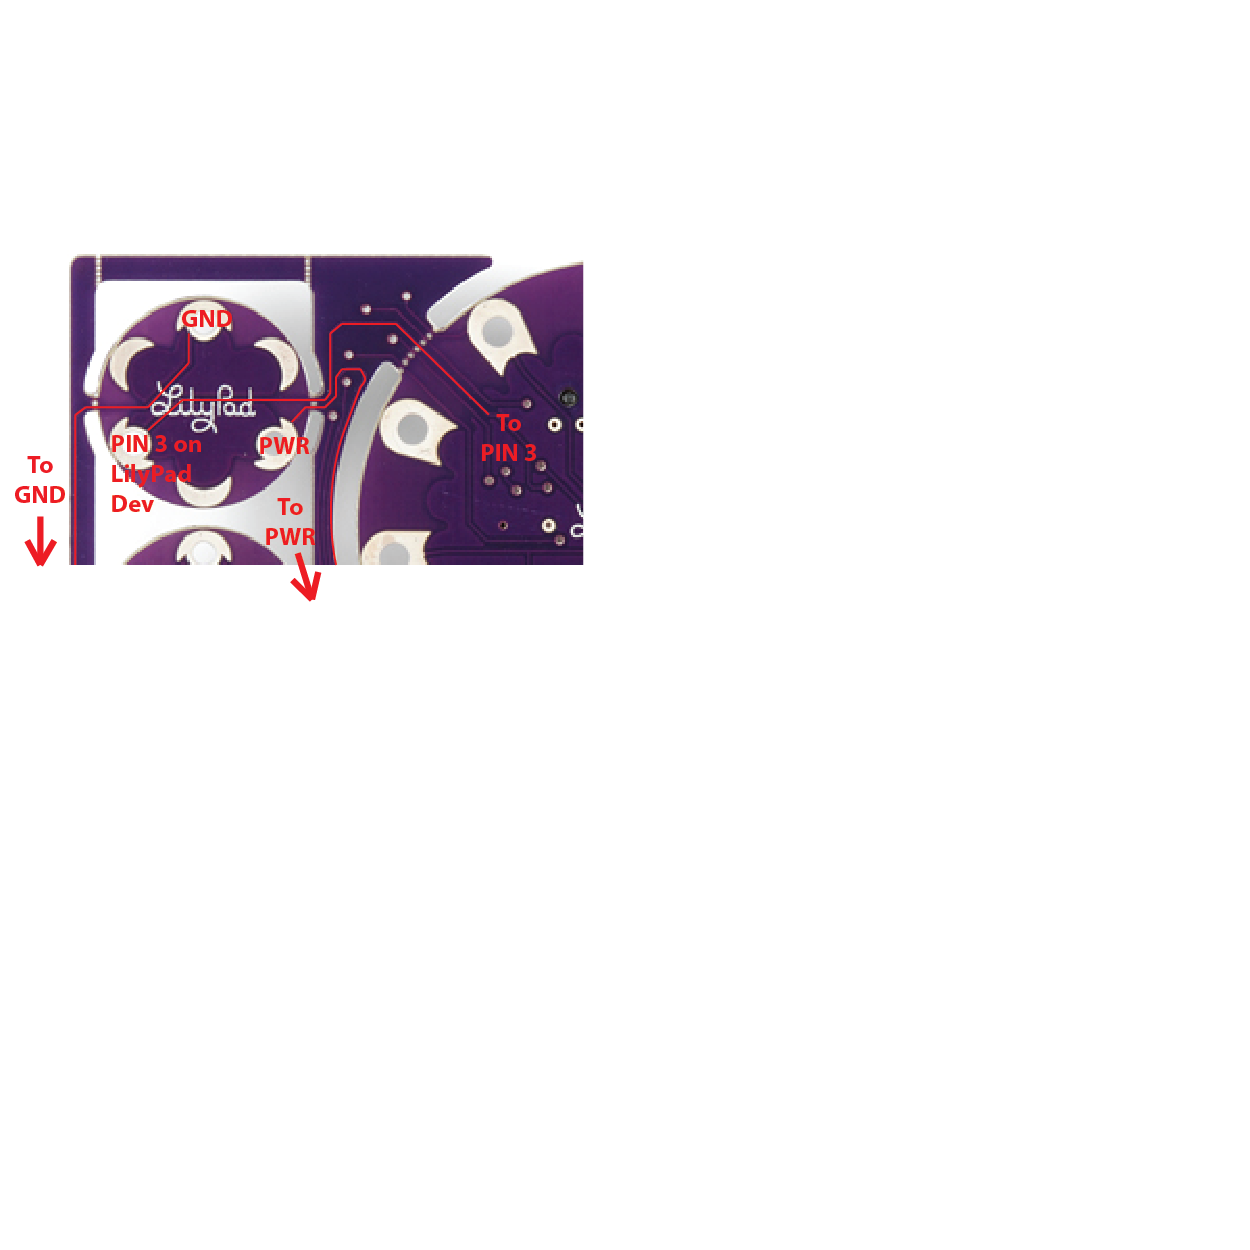 GND
LilyPad
PIN 3 on
LilyPad
Dev
PWR
To
PIN 3
To
GND
To
PWR